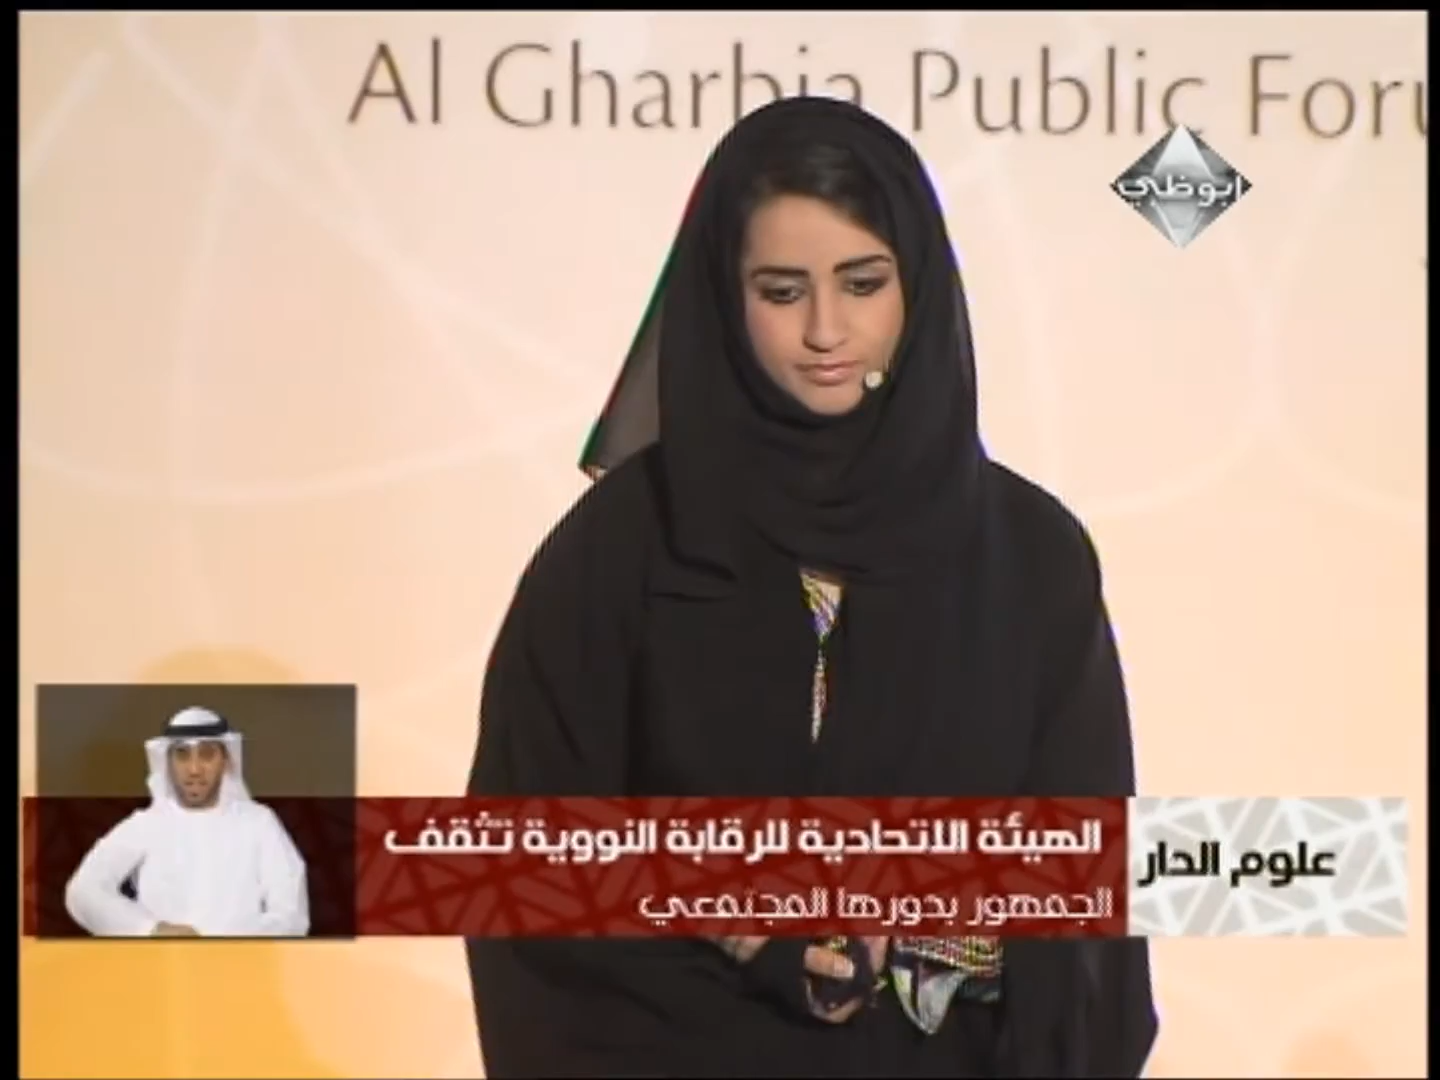 Al Gharbia Public Foru
ابوظبي
الهيئة الاتحادية للرقابة النووية تثقف
علوم الدار
الجمهور بدورها المجتمعي